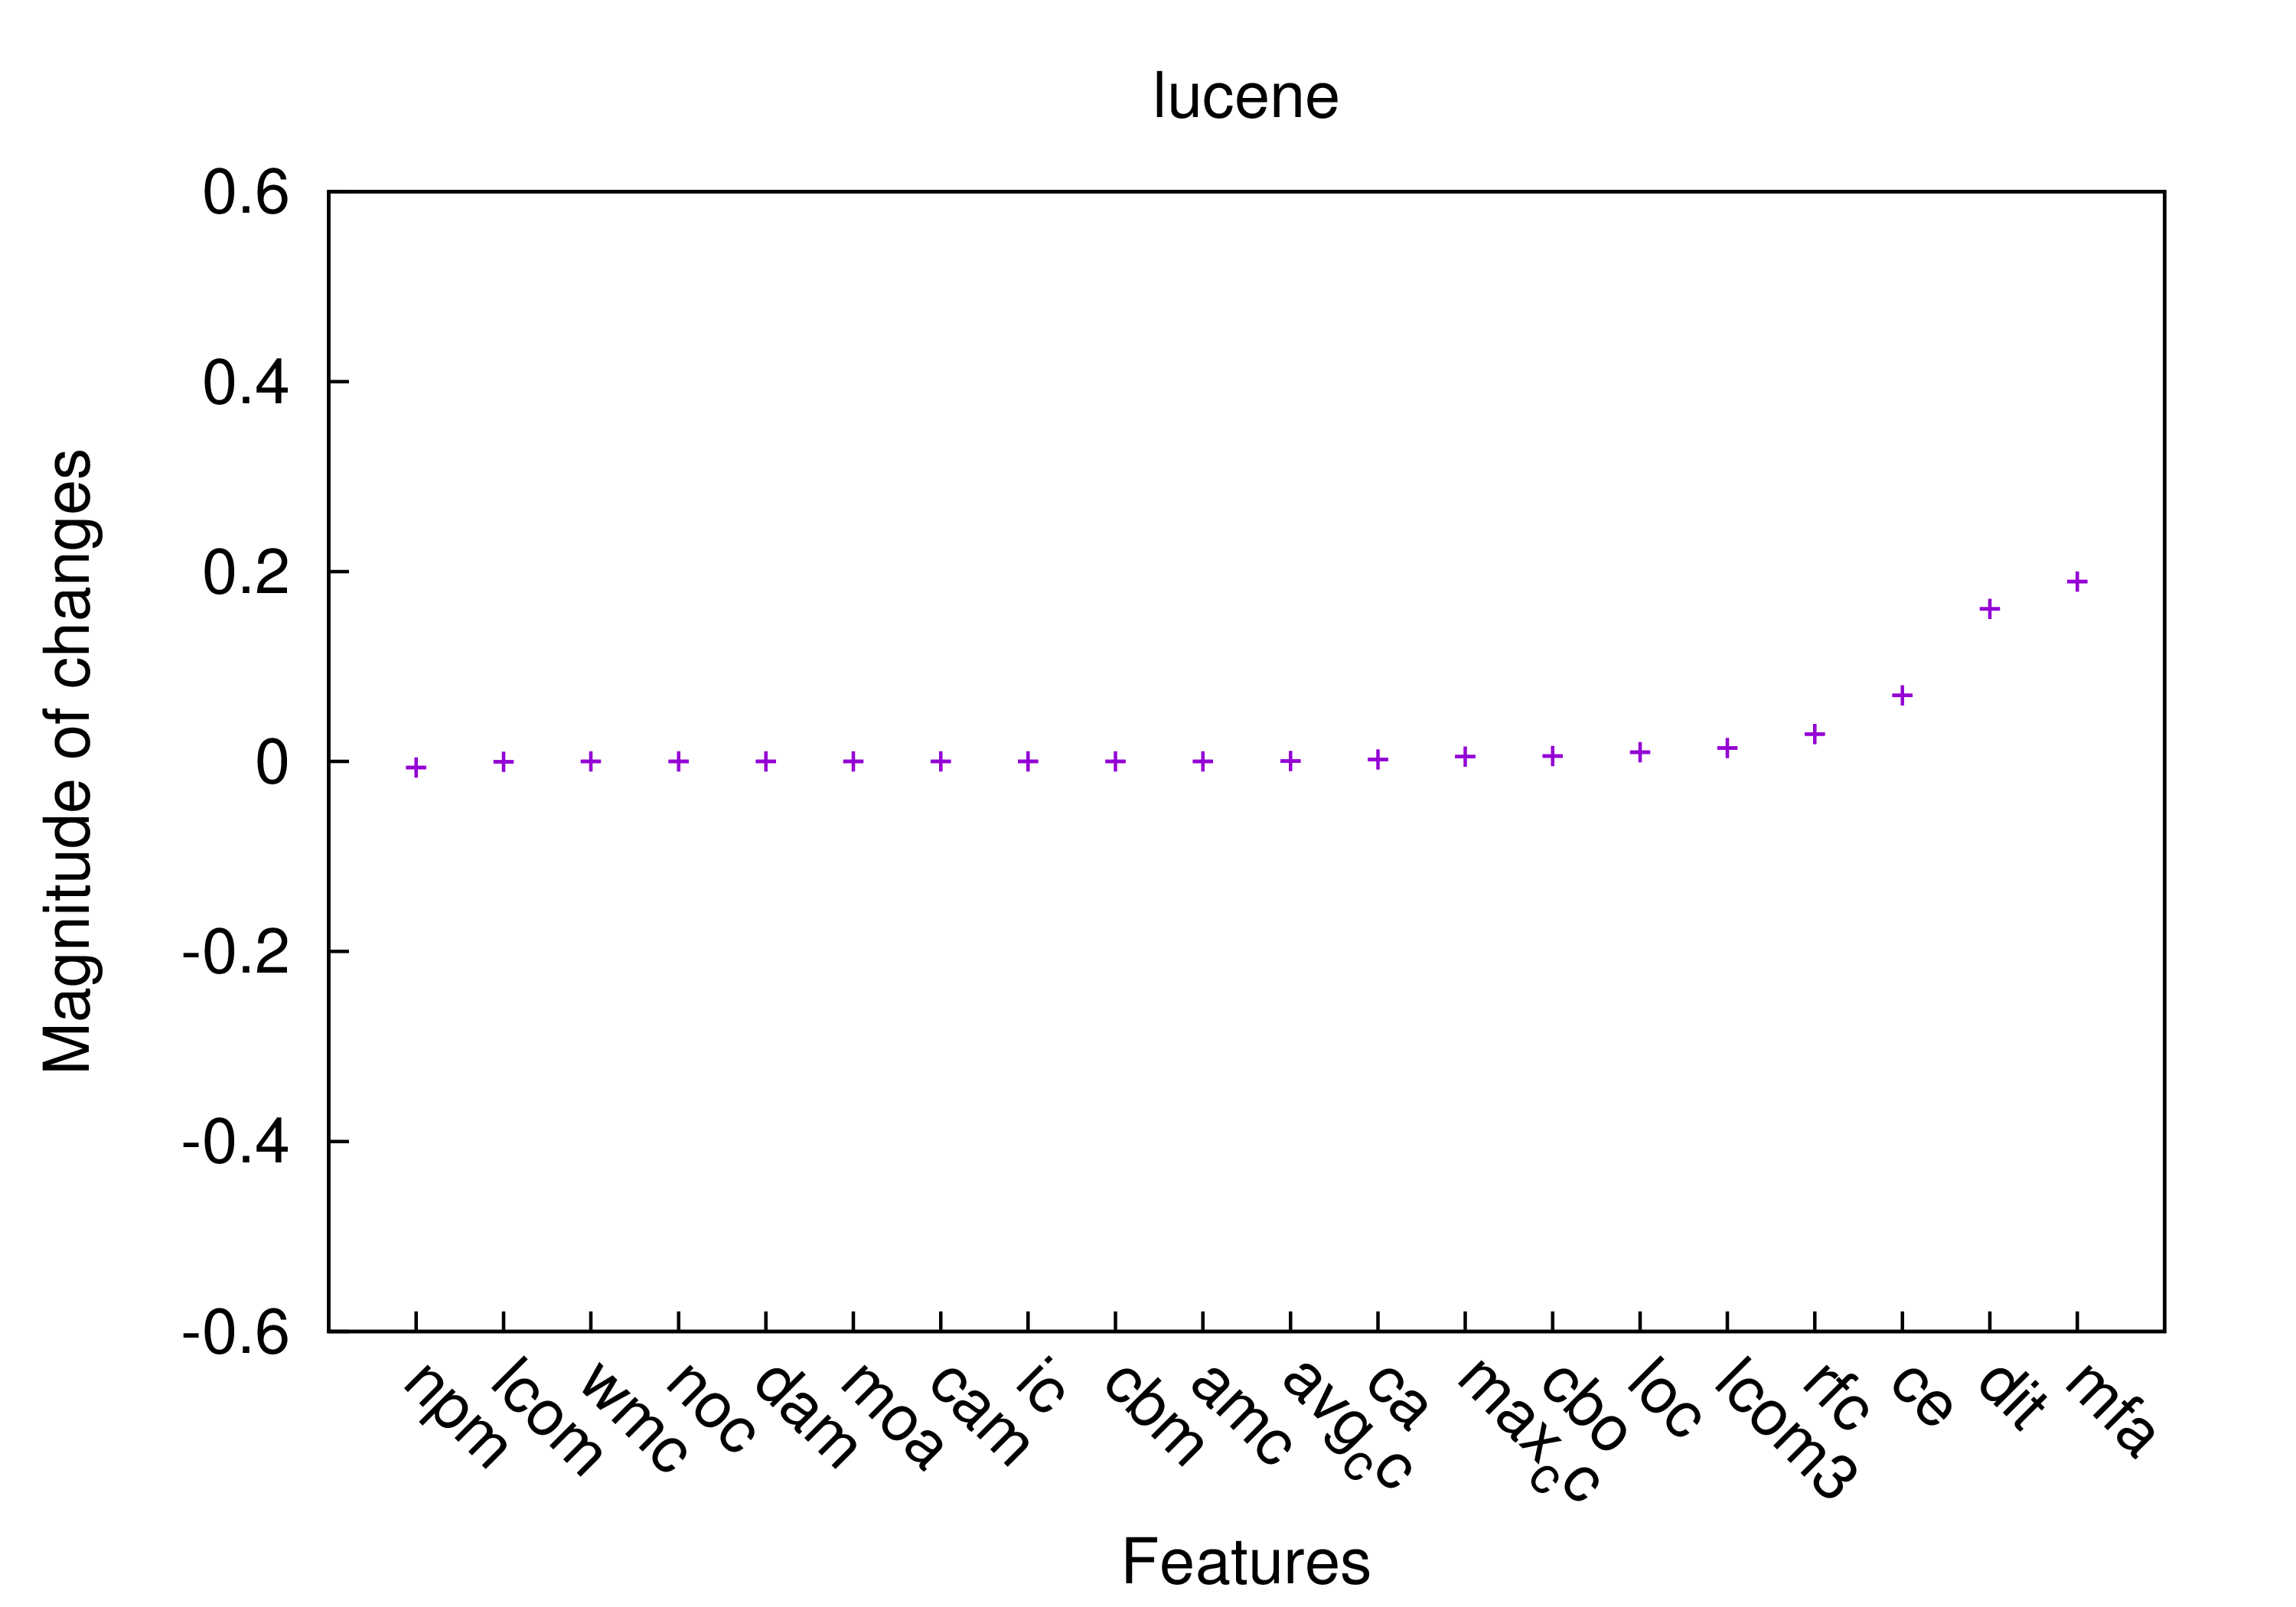 lucene
0.6
0.4
0.2
0
-0.2
-0.4
-0.6
Magnitude of changes
npm
lcom
wmc
noc
dam
moa
cam
ic
cbm
amc
avgcc
ca
maxcc
cbo
loc
lcom3
rfc
ce
dit
mfa
Features